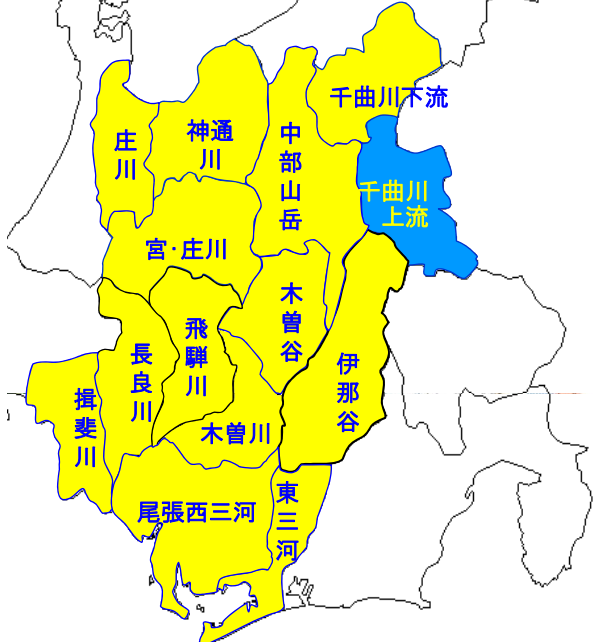 千曲川下流
神通
川
庄
川
中
部
山
岳
千曲川
上流
宮･庄川
木
曽
谷
飛
騨
川
長
良
川
伊
那
谷
揖
斐
川
木曽川
尾張西三河
東
三
河